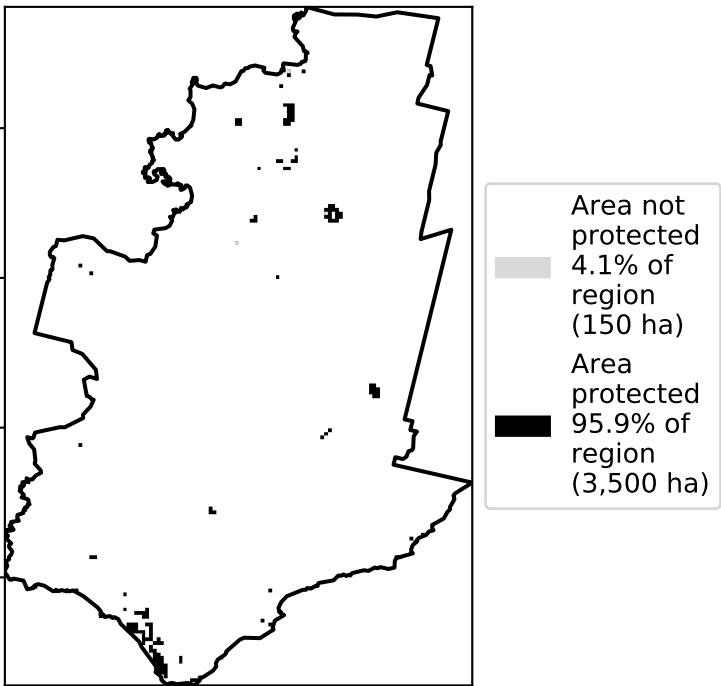 Area not
protected
4.1% of
region
(150 ha)
Area
protected
95.9% of
region
(3,500 ha)